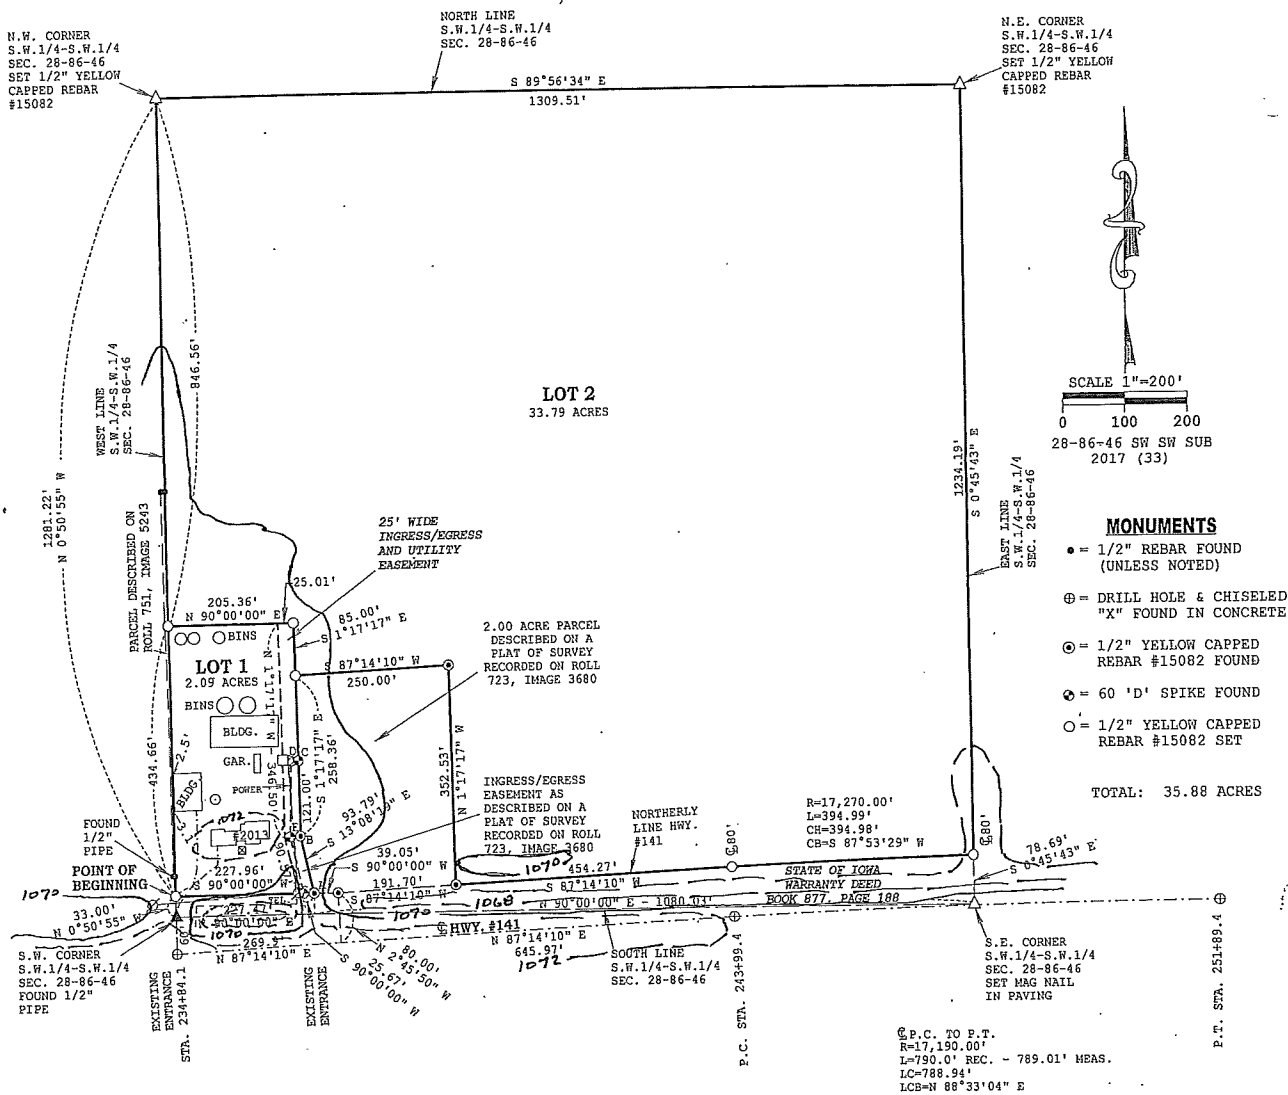 N.W. CORNER
S.W.1/4-S.W.1/4
SEC. 28-86-46
SET 1/2" YELLOW
CAPPED REBAR
#15082
NORTH LINE
S.W.1/4-S.W.1/4
SEC. 28-86-46
N.E. CORNER
S.W.1/4-S.W.1/4
SEC. 28-86-46
SET 1/2" YELLOW
CAPPED REBAR
#15082
S 89°56'34" E
1309.51'
SCALE 1"=200'
0 100 200
28-86-46 SW SW SUB
2017 (33)
MONUMENTS
= 1/2" REBAR FOUND
(UNLESS NOTED)
= DRILL HOLE & CHISELED
"X" FOUND IN CONCRETE
= 1/2" YELLOW CAPPED
REBAR #15082 FOUND
= 60 'D' SPIKE FOUND
= 1/2" YELLOW CAPPED
REBAR #15082 SET
TOTAL: 35.88 ACRES
LOT 2
33.79 ACRES
WEST LINE
S.W.1/4-S.W.1/4
SEC. 28-86-46
846.56'
1281.22'
N 0°50'55" W
PARCEL DESCRIBED ON
ROLL 751, IMAGE 5243
1234.19'
S 0°45'43" E
EAST LINE
S.W.1/4-S.W.1/4
SEC. 28-86-46
25' WIDE
INGRESS/EGRESS
AND UTILITY
EASEMENT
25.01'
205.36'
N 90°00'00" E
85.00'
S 1°17'17" E
BINS
LOT 1
2.09 ACRES
BINS
BLDG.
GAR.
POWER
BLDG.
2.5'
434.66'
N 1°17'17" W
346.50'
S 87°14'10" W
250.00'
2.00 ACRE PARCEL
DESCRIBED ON A
PLAT OF SURVEY
RECORDED ON ROLL
723, IMAGE 3680
S 1°17'17" E
258.36'
121.00'
D C
B
352.53'
N 1°17'17" W
93.79'
S 13°08'19" E
INGRESS/EGRESS
EASEMENT AS
DESCRIBED ON A
PLAT OF SURVEY
RECORDED ON ROLL
723, IMAGE 3680
NORTHERLY
LINE HWY.
#141
R=17,270.00'
L=394.99'
CH=394.98'
CB=S 87°53'29" W
80'
80'
78.69'
S 0°45'43" E
FOUND
1/2"
PIPE
POINT OF
BEGINNING
1072
#2013
227.96'
S 90°00'00" W
39.05'
S 90°00'00" W
191.70'
S 87°14'10" W
1070
454.27'
S 87°14'10" W
STATE OF IOWA
WARRANTY DEED
BOOK 877, PAGE 188
1070
33.00'
N 0°50'55" W
TEL.
N 90°00'00" E
1070
269.9'
N 87°14'10" E
1070
1068
N 90°00'00" E - 1080.03'
HWY. #141
N 87°14'10" E
645.97'
1072
SOUTH LINE
S.W.1/4-S.W.1/4
SEC. 28-86-46
S.W. CORNER
S.W.1/4-S.W.1/4
SEC. 28-86-46
FOUND 1/2"
PIPE
EXISTING
ENTRANCE
STA. 234+84.1
EXISTING
ENTRANCE
80.00'
N 2°45'50" W
25.67'
S 90°00'00" W
P.C. STA. 243+99.4
S.E. CORNER
S.W.1/4-S.W.1/4
SEC. 28-86-46
SET MAG NAIL
IN PAVING
P.T. STA. 251+89.4
℄ P.C. TO P.T.
R=17,190.00'
L=790.0' REC. - 789.01' MEAS.
LC=788.94'
LCB=N 88°33'04" E